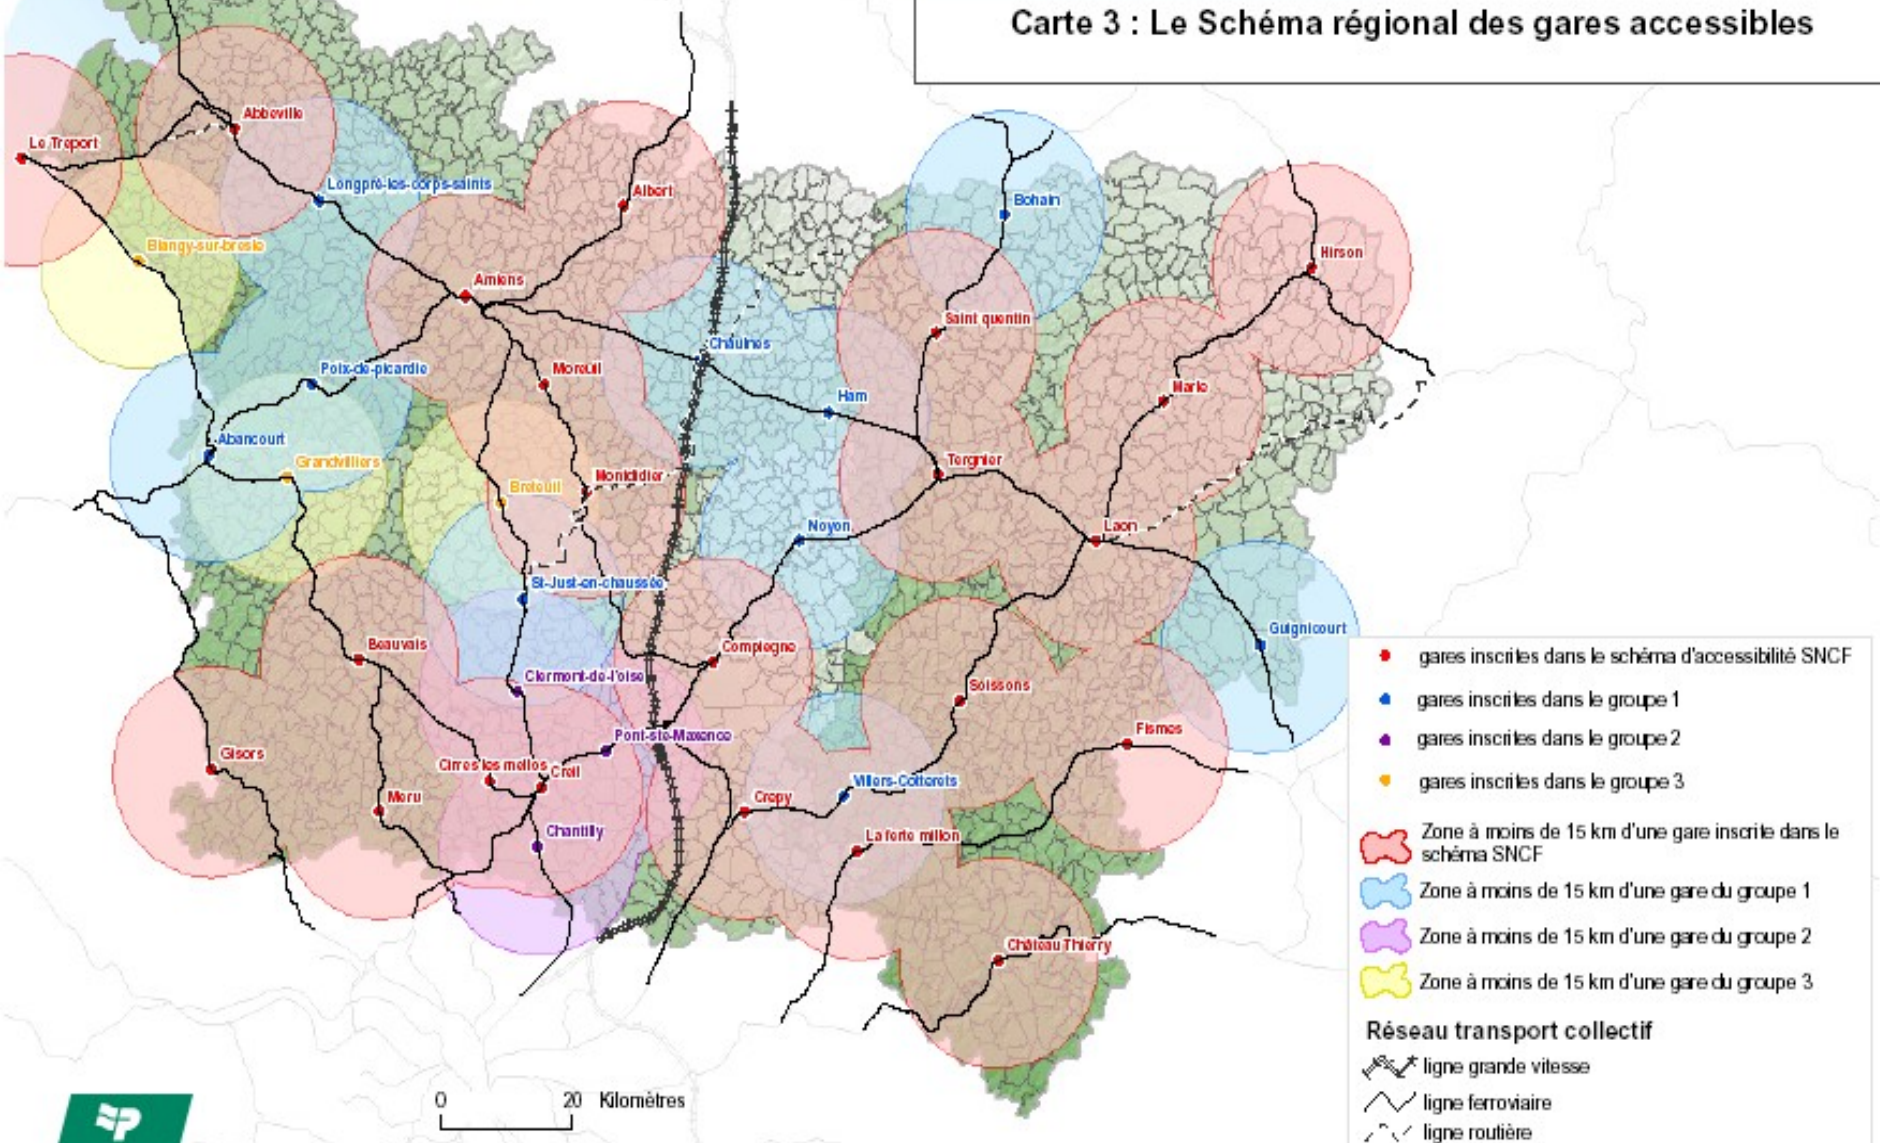 Carte 3 : Le Schéma régional des gares accessibles
Abbeville
Le Treport
Longpré-les-corps-saints
Albert
Bohain
Blangy-sur-bresle
Hirson
Amiens
Saint quentin
Chaulnes
Poix-de-picardie
Moreuil
Marle
Ham
Abancourt
Grandvilliers
Tergnier
Montdidier
Breteuil
Noyon
Laon
St-Just-en-chaussée
Guignicourt
Beauvais
Compiegne
Clermont-de-l'oise
Soissons
Fismes
Pont-ste-Maxence
Gisors
Cirres les mellos
Creil
Villers-Cotterets
Meru
Crepy
Chantilly
La ferte millon
Château Thierry
gares inscrites dans le schéma d'accessibilité SNCF
gares inscrites dans le groupe 1
gares inscrites dans le groupe 2
gares inscrites dans le groupe 3
Zone à moins de 15 km d'une gare inscrite dans le
schéma SNCF
Zone à moins de 15 km d'une gare du groupe 1
Zone à moins de 15 km d'une gare du groupe 2
Zone à moins de 15 km d'une gare du groupe 3
Réseau transport collectif
ligne grande vitesse
ligne ferroviaire
ligne routière
0 20 Kilomètres